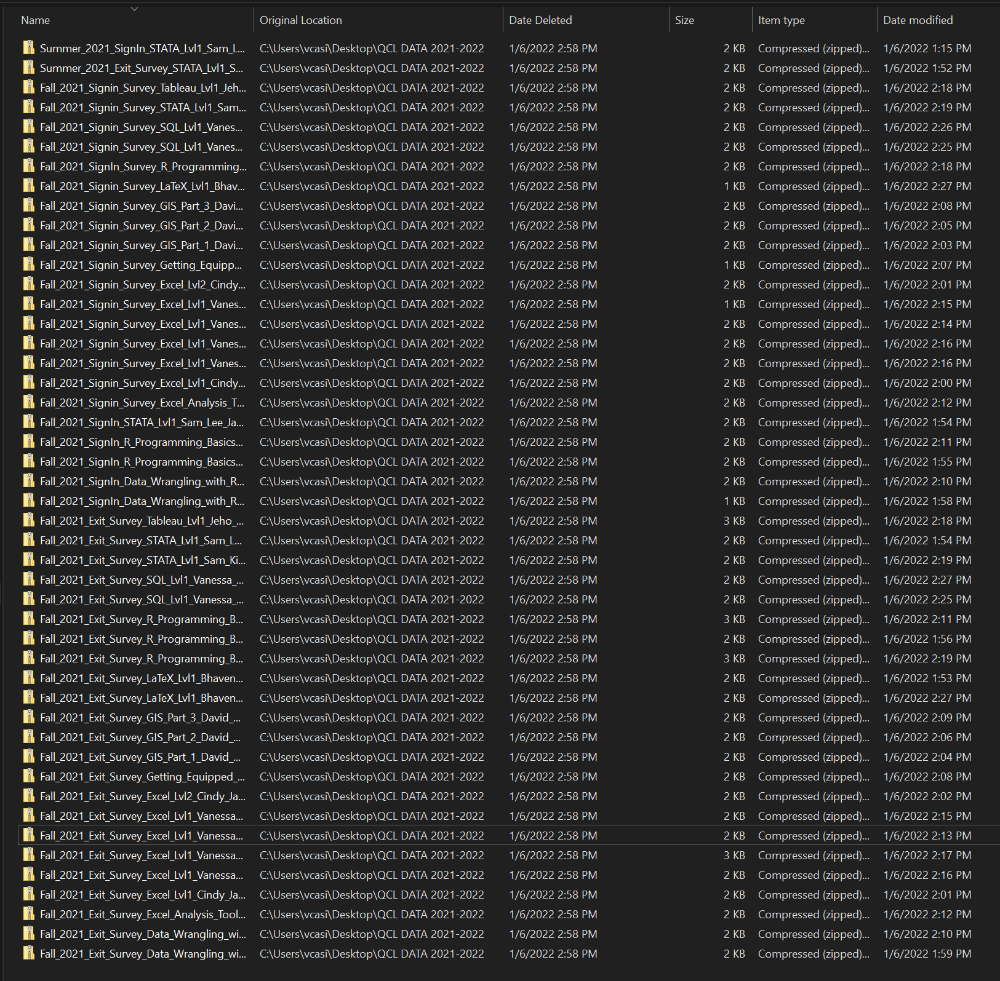 Name Original Location Date Deleted Size Item type Date modified
Summer_2021_SignIn_STATA_Lvl1_Sam_L... C:\Users\vcasi\Desktop\QCL DATA 2021-2022 1/6/2022 2:58 PM 2 KB Compressed (zipped)... 1/6/2022 1:15 PM
Summer_2021_Exit_Survey_STATA_Lvl1_S... C:\Users\vcasi\Desktop\QCL DATA 2021-2022 1/6/2022 2:58 PM 2 KB Compressed (zipped)... 1/6/2022 1:52 PM
Fall_2021_Signin_Survey_Tableau_Lvl1_Jeh... C:\Users\vcasi\Desktop\QCL DATA 2021-2022 1/6/2022 2:58 PM 2 KB Compressed (zipped)... 1/6/2022 2:18 PM
Fall_2021_Signin_Survey_STATA_Lvl1_Sam... C:\Users\vcasi\Desktop\QCL DATA 2021-2022 1/6/2022 2:58 PM 2 KB Compressed (zipped)... 1/6/2022 2:19 PM
Fall_2021_Signin_Survey_SQL_Lvl1_Vanes... C:\Users\vcasi\Desktop\QCL DATA 2021-2022 1/6/2022 2:58 PM 2 KB Compressed (zipped)... 1/6/2022 2:26 PM
Fall_2021_Signin_Survey_SQL_Lvl1_Vanes... C:\Users\vcasi\Desktop\QCL DATA 2021-2022 1/6/2022 2:58 PM 2 KB Compressed (zipped)... 1/6/2022 2:25 PM
Fall_2021_SignIn_Survey_R_Programming... C:\Users\vcasi\Desktop\QCL DATA 2021-2022 1/6/2022 2:58 PM 2 KB Compressed (zipped)... 1/6/2022 2:18 PM
Fall_2021_Signin_Survey_LaTeX_Lvl1_Bhav... C:\Users\vcasi\Desktop\QCL DATA 2021-2022 1/6/2022 2:58 PM 1 KB Compressed (zipped)... 1/6/2022 2:27 PM
Fall_2021_Signin_Survey_GIS_Part_3_Davi... C:\Users\vcasi\Desktop\QCL DATA 2021-2022 1/6/2022 2:58 PM 2 KB Compressed (zipped)... 1/6/2022 2:08 PM
Fall_2021_Signin_Survey_GIS_Part_2_Davi... C:\Users\vcasi\Desktop\QCL DATA 2021-2022 1/6/2022 2:58 PM 2 KB Compressed (zipped)... 1/6/2022 2:05 PM
Fall_2021_Signin_Survey_GIS_Part_1_Davi... C:\Users\vcasi\Desktop\QCL DATA 2021-2022 1/6/2022 2:58 PM 2 KB Compressed (zipped)... 1/6/2022 2:03 PM
Fall_2021_Signin_Survey_Getting_Equipp... C:\Users\vcasi\Desktop\QCL DATA 2021-2022 1/6/2022 2:58 PM 1 KB Compressed (zipped)... 1/6/2022 2:07 PM
Fall_2021_Signin_Survey_Excel_Lvl2_Cindy... C:\Users\vcasi\Desktop\QCL DATA 2021-2022 1/6/2022 2:58 PM 2 KB Compressed (zipped)... 1/6/2022 2:01 PM
Fall_2021_Signin_Survey_Excel_Lvl1_Vanes... C:\Users\vcasi\Desktop\QCL DATA 2021-2022 1/6/2022 2:58 PM 1 KB Compressed (zipped)... 1/6/2022 2:15 PM
Fall_2021_Signin_Survey_Excel_Lvl1_Vanes... C:\Users\vcasi\Desktop\QCL DATA 2021-2022 1/6/2022 2:58 PM 2 KB Compressed (zipped)... 1/6/2022 2:14 PM
Fall_2021_Signin_Survey_Excel_Lvl1_Vanes... C:\Users\vcasi\Desktop\QCL DATA 2021-2022 1/6/2022 2:58 PM 2 KB Compressed (zipped)... 1/6/2022 2:16 PM
Fall_2021_Signin_Survey_Excel_Lvl1_Vanes... C:\Users\vcasi\Desktop\QCL DATA 2021-2022 1/6/2022 2:58 PM 2 KB Compressed (zipped)... 1/6/2022 2:16 PM
Fall_2021_Signin_Survey_Excel_Lvl1_Cindy... C:\Users\vcasi\Desktop\QCL DATA 2021-2022 1/6/2022 2:58 PM 2 KB Compressed (zipped)... 1/6/2022 2:00 PM
Fall_2021_Signin_Survey_Excel_Analysis_T... C:\Users\vcasi\Desktop\QCL DATA 2021-2022 1/6/2022 2:58 PM 2 KB Compressed (zipped)... 1/6/2022 2:12 PM
Fall_2021_SignIn_STATA_Lvl1_Sam_Lee_Ja... C:\Users\vcasi\Desktop\QCL DATA 2021-2022 1/6/2022 2:58 PM 2 KB Compressed (zipped)... 1/6/2022 1:54 PM
Fall_2021_SignIn_R_Programming_Basics... C:\Users\vcasi\Desktop\QCL DATA 2021-2022 1/6/2022 2:58 PM 2 KB Compressed (zipped)... 1/6/2022 2:11 PM
Fall_2021_SignIn_R_Programming_Basics... C:\Users\vcasi\Desktop\QCL DATA 2021-2022 1/6/2022 2:58 PM 2 KB Compressed (zipped)... 1/6/2022 1:55 PM
Fall_2021_SignIn_Data_Wrangling_with_R... C:\Users\vcasi\Desktop\QCL DATA 2021-2022 1/6/2022 2:58 PM 2 KB Compressed (zipped)... 1/6/2022 2:10 PM
Fall_2021_SignIn_Data_Wrangling_with_R... C:\Users\vcasi\Desktop\QCL DATA 2021-2022 1/6/2022 2:58 PM 1 KB Compressed (zipped)... 1/6/2022 1:58 PM
Fall_2021_Exit_Survey_Tableau_Lvl1_Jeho_... C:\Users\vcasi\Desktop\QCL DATA 2021-2022 1/6/2022 2:58 PM 3 KB Compressed (zipped)... 1/6/2022 2:18 PM
Fall_2021_Exit_Survey_STATA_Lvl1_Sam_L... C:\Users\vcasi\Desktop\QCL DATA 2021-2022 1/6/2022 2:58 PM 2 KB Compressed (zipped)... 1/6/2022 1:54 PM
Fall_2021_Exit_Survey_STATA_Lvl1_Sam_Ki... C:\Users\vcasi\Desktop\QCL DATA 2021-2022 1/6/2022 2:58 PM 2 KB Compressed (zipped)... 1/6/2022 2:19 PM
Fall_2021_Exit_Survey_SQL_Lvl1_Vanessa_... C:\Users\vcasi\Desktop\QCL DATA 2021-2022 1/6/2022 2:58 PM 2 KB Compressed (zipped)... 1/6/2022 2:27 PM
Fall_2021_Exit_Survey_SQL_Lvl1_Vanessa_... C:\Users\vcasi\Desktop\QCL DATA 2021-2022 1/6/2022 2:58 PM 2 KB Compressed (zipped)... 1/6/2022 2:25 PM
Fall_2021_Exit_Survey_R_Programming_B... C:\Users\vcasi\Desktop\QCL DATA 2021-2022 1/6/2022 2:58 PM 3 KB Compressed (zipped)... 1/6/2022 2:11 PM
Fall_2021_Exit_Survey_R_Programming_B... C:\Users\vcasi\Desktop\QCL DATA 2021-2022 1/6/2022 2:58 PM 2 KB Compressed (zipped)... 1/6/2022 1:56 PM
Fall_2021_Exit_Survey_R_Programming_B... C:\Users\vcasi\Desktop\QCL DATA 2021-2022 1/6/2022 2:58 PM 3 KB Compressed (zipped)... 1/6/2022 2:19 PM
Fall_2021_Exit_Survey_LaTeX_Lvl1_Bhaven... C:\Users\vcasi\Desktop\QCL DATA 2021-2022 1/6/2022 2:58 PM 2 KB Compressed (zipped)... 1/6/2022 1:53 PM
Fall_2021_Exit_Survey_LaTeX_Lvl1_Bhaven... C:\Users\vcasi\Desktop\QCL DATA 2021-2022 1/6/2022 2:58 PM 2 KB Compressed (zipped)... 1/6/2022 2:27 PM
Fall_2021_Exit_Survey_GIS_Part_3_David_... C:\Users\vcasi\Desktop\QCL DATA 2021-2022 1/6/2022 2:58 PM 2 KB Compressed (zipped)... 1/6/2022 2:09 PM
Fall_2021_Exit_Survey_GIS_Part_2_David_... C:\Users\vcasi\Desktop\QCL DATA 2021-2022 1/6/2022 2:58 PM 2 KB Compressed (zipped)... 1/6/2022 2:06 PM
Fall_2021_Exit_Survey_GIS_Part_1_David_... C:\Users\vcasi\Desktop\QCL DATA 2021-2022 1/6/2022 2:58 PM 2 KB Compressed (zipped)... 1/6/2022 2:04 PM
Fall_2021_Exit_Survey_Getting_Equipped_... C:\Users\vcasi\Desktop\QCL DATA 2021-2022 1/6/2022 2:58 PM 2 KB Compressed (zipped)... 1/6/2022 2:08 PM
Fall_2021_Exit_Survey_Excel_Lvl2_Cindy_Ja... C:\Users\vcasi\Desktop\QCL DATA 2021-2022 1/6/2022 2:58 PM 2 KB Compressed (zipped)... 1/6/2022 2:02 PM
Fall_2021_Exit_Survey_Excel_Lvl1_Vanessa... C:\Users\vcasi\Desktop\QCL DATA 2021-2022 1/6/2022 2:58 PM 2 KB Compressed (zipped)... 1/6/2022 2:15 PM
Fall_2021_Exit_Survey_Excel_Lvl1_Vanessa... C:\Users\vcasi\Desktop\QCL DATA 2021-2022 1/6/2022 2:58 PM 2 KB Compressed (zipped)... 1/6/2022 2:13 PM
Fall_2021_Exit_Survey_Excel_Lvl1_Vanessa... C:\Users\vcasi\Desktop\QCL DATA 2021-2022 1/6/2022 2:58 PM 3 KB Compressed (zipped)... 1/6/2022 2:17 PM
Fall_2021_Exit_Survey_Excel_Lvl1_Vanessa... C:\Users\vcasi\Desktop\QCL DATA 2021-2022 1/6/2022 2:58 PM 2 KB Compressed (zipped)... 1/6/2022 2:16 PM
Fall_2021_Exit_Survey_Excel_Lvl1_Cindy_Ja... C:\Users\vcasi\Desktop\QCL DATA 2021-2022 1/6/2022 2:58 PM 2 KB Compressed (zipped)... 1/6/2022 2:01 PM
Fall_2021_Exit_Survey_Excel_Analysis_Tool... C:\Users\vcasi\Desktop\QCL DATA 2021-2022 1/6/2022 2:58 PM 2 KB Compressed (zipped)... 1/6/2022 2:12 PM
Fall_2021_Exit_Survey_Data_Wrangling_wi... C:\Users\vcasi\Desktop\QCL DATA 2021-2022 1/6/2022 2:58 PM 2 KB Compressed (zipped)... 1/6/2022 2:10 PM
Fall_2021_Exit_Survey_Data_Wrangling_wi... C:\Users\vcasi\Desktop\QCL DATA 2021-2022 1/6/2022 2:58 PM 2 KB Compressed (zipped)... 1/6/2022 1:59 PM